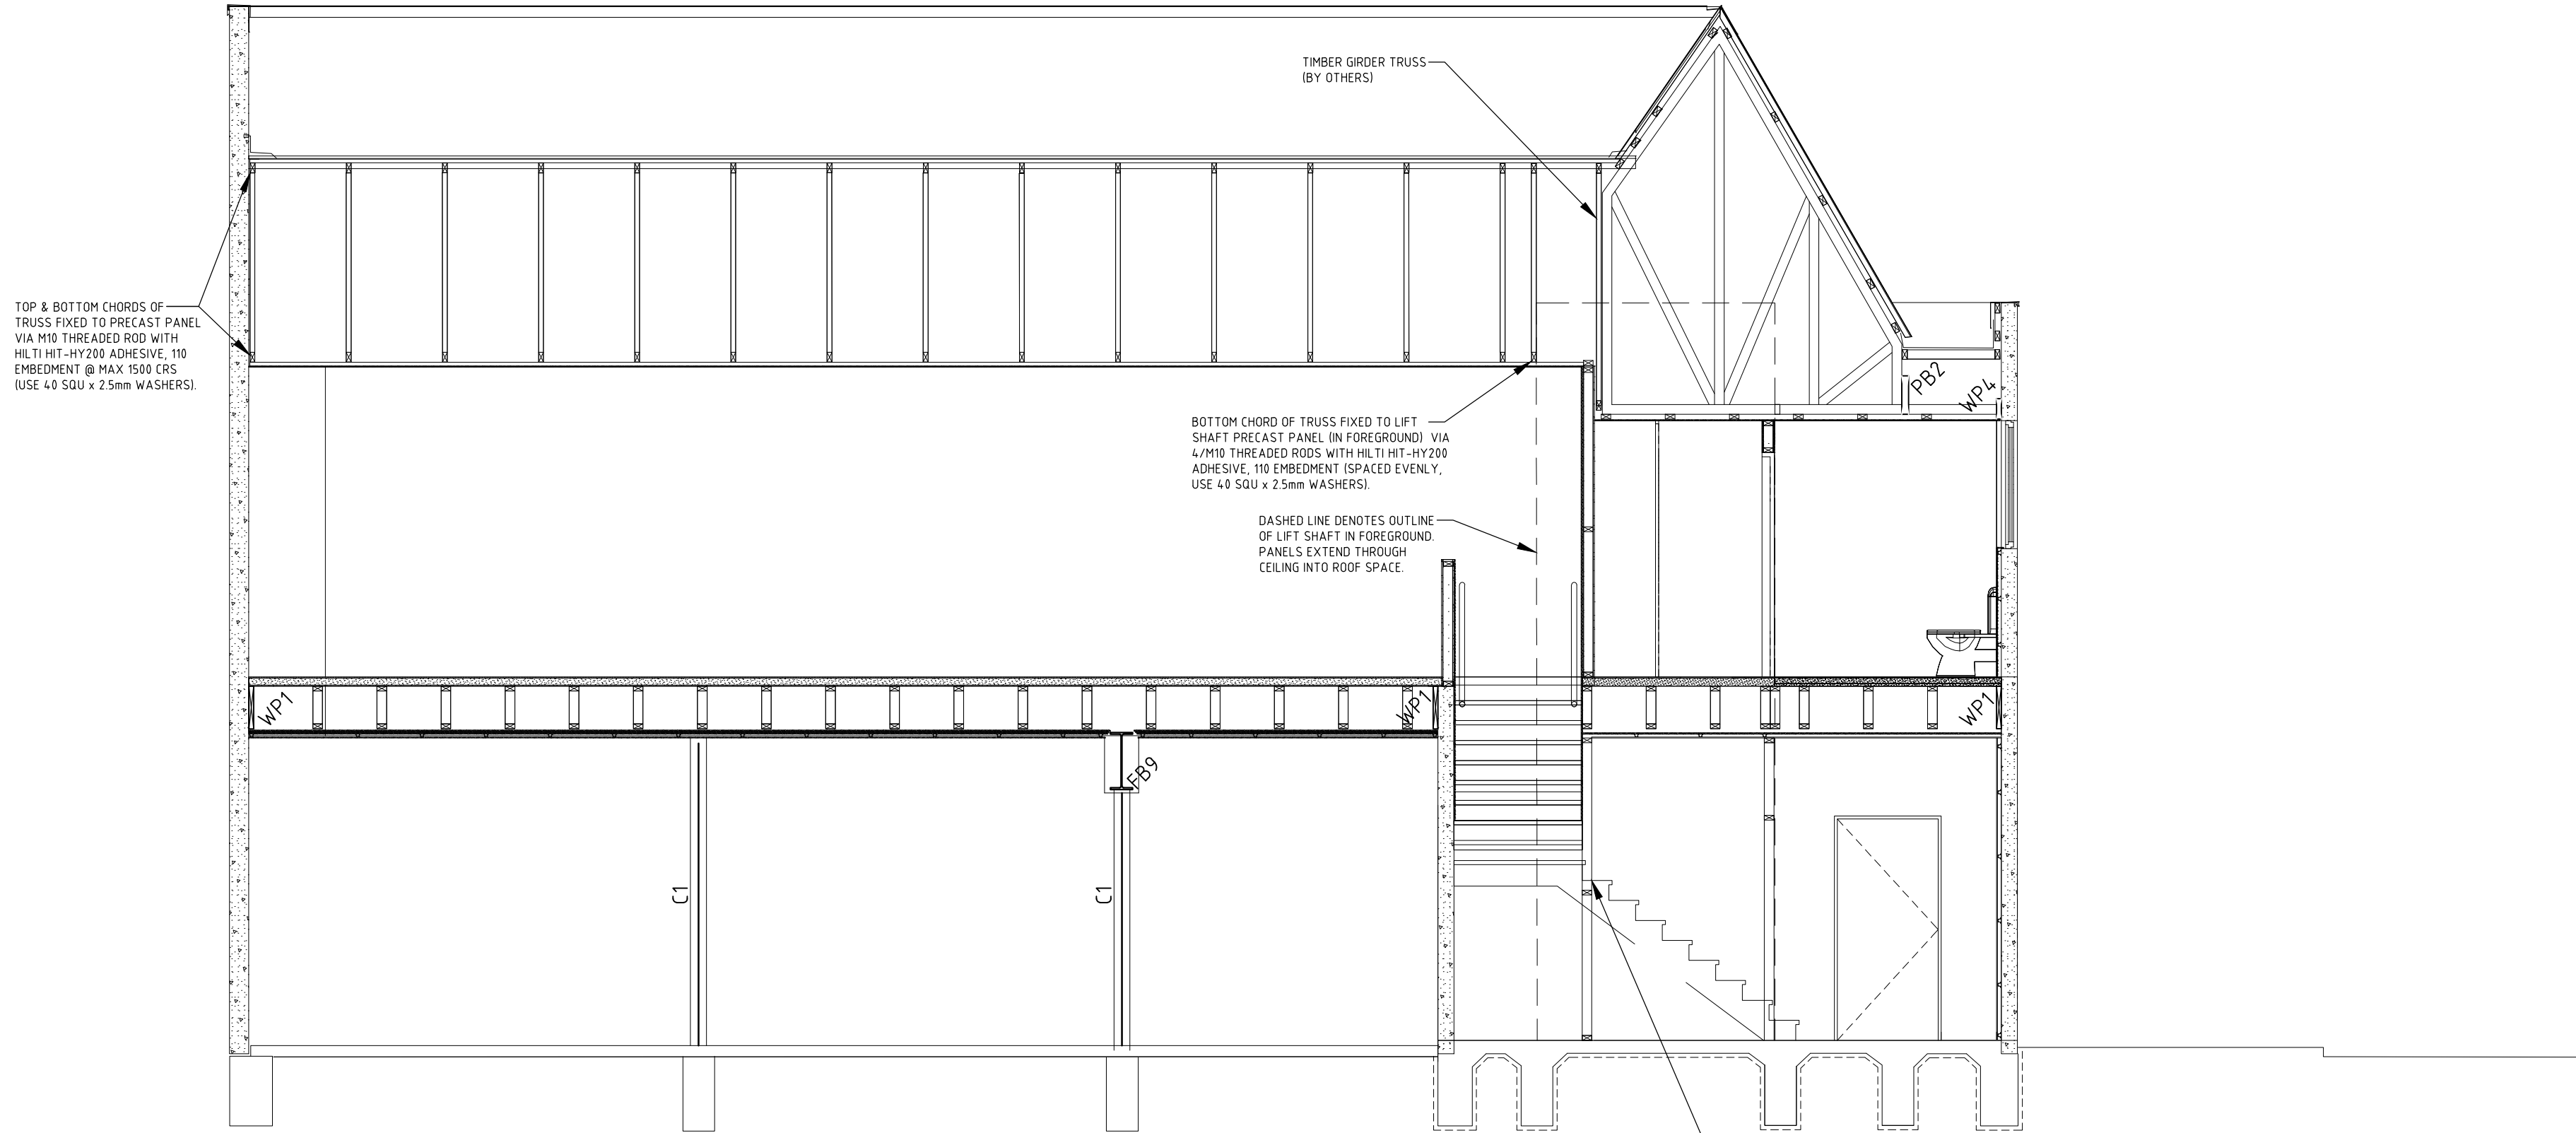 TIMBER GIRDER TRUSS
(BY OTHERS)
TOP & BOTTOM CHORDS OF
TRUSS FIXED TO PRECAST PANEL
VIA M10 THREADED ROD WITH
HILTI HIT-HY200 ADHESIVE, 110
EMBEDMENT @ MAX 1500 CRS
(USE 40 SQU x 2.5mm WASHERS).
PB2
WP4
BOTTOM CHORD OF TRUSS FIXED TO LIFT
SHAFT PRECAST PANEL (IN FOREGROUND) VIA
4/M10 THREADED RODS WITH HILTI HIT-HY200
ADHESIVE, 110 EMBEDMENT (SPACED EVENLY,
USE 40 SQU x 2.5mm WASHERS).
DASHED LINE DENOTES OUTLINE
OF LIFT SHAFT IN FOREGROUND.
PANELS EXTEND THROUGH
CEILING INTO ROOF SPACE.
WP1
WP1
WP1
FB9
C1
C1